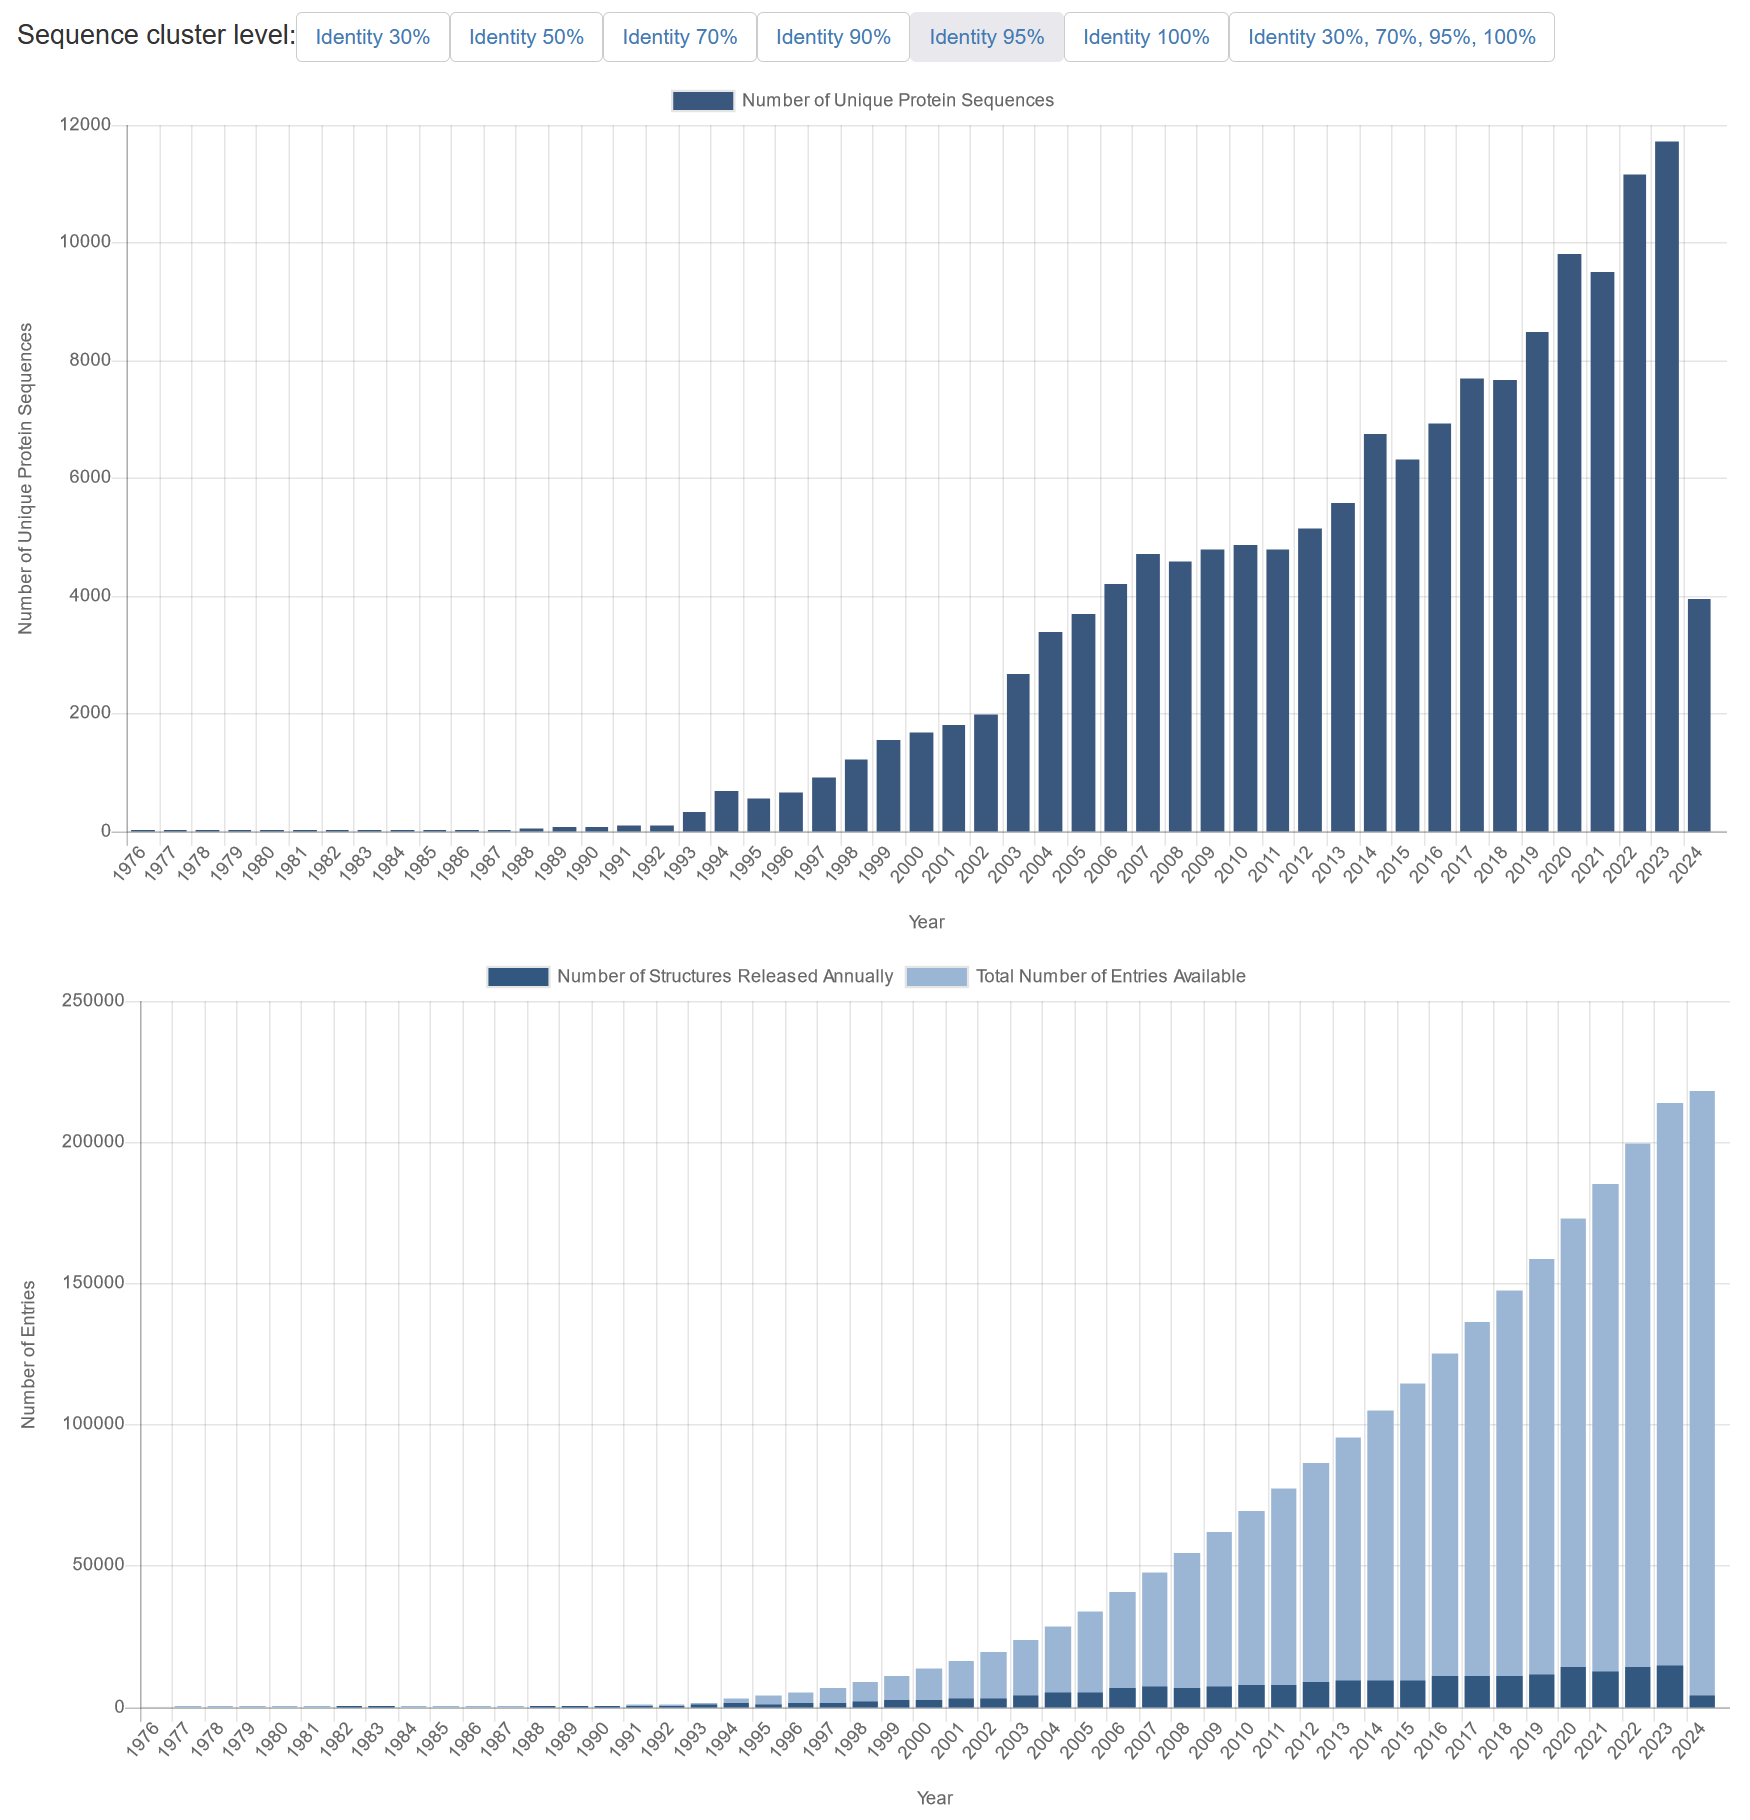 Sequence cluster level: Identity 30% Identity 50% Identity 70% Identity 90% Identity 95% Identity 100% Identity 30%, 70%, 95%, 100%
Number of Unique Protein Sequences
12000
10000
8000
6000
4000
2000
0
Number of Unique Protein Sequences
1976 1977 1978 1979 1980 1981 1982 1983 1984 1985 1986 1987 1988 1989 1990 1991 1992 1993 1994 1995 1996 1997 1998 1999 2000 2001 2002 2003 2004 2005 2006 2007 2008 2009 2010 2011 2012 2013 2014 2015 2016 2017 2018 2019 2020 2021 2022 2023 2024
Year
Number of Structures Released Annually Total Number of Entries Available
250000
200000
150000
100000
50000
0
Number of Entries
1976 1977 1978 1979 1980 1981 1982 1983 1984 1985 1986 1987 1988 1989 1990 1991 1992 1993 1994 1995 1996 1997 1998 1999 2000 2001 2002 2003 2004 2005 2006 2007 2008 2009 2010 2011 2012 2013 2014 2015 2016 2017 2018 2019 2020 2021 2022 2023 2024
Year